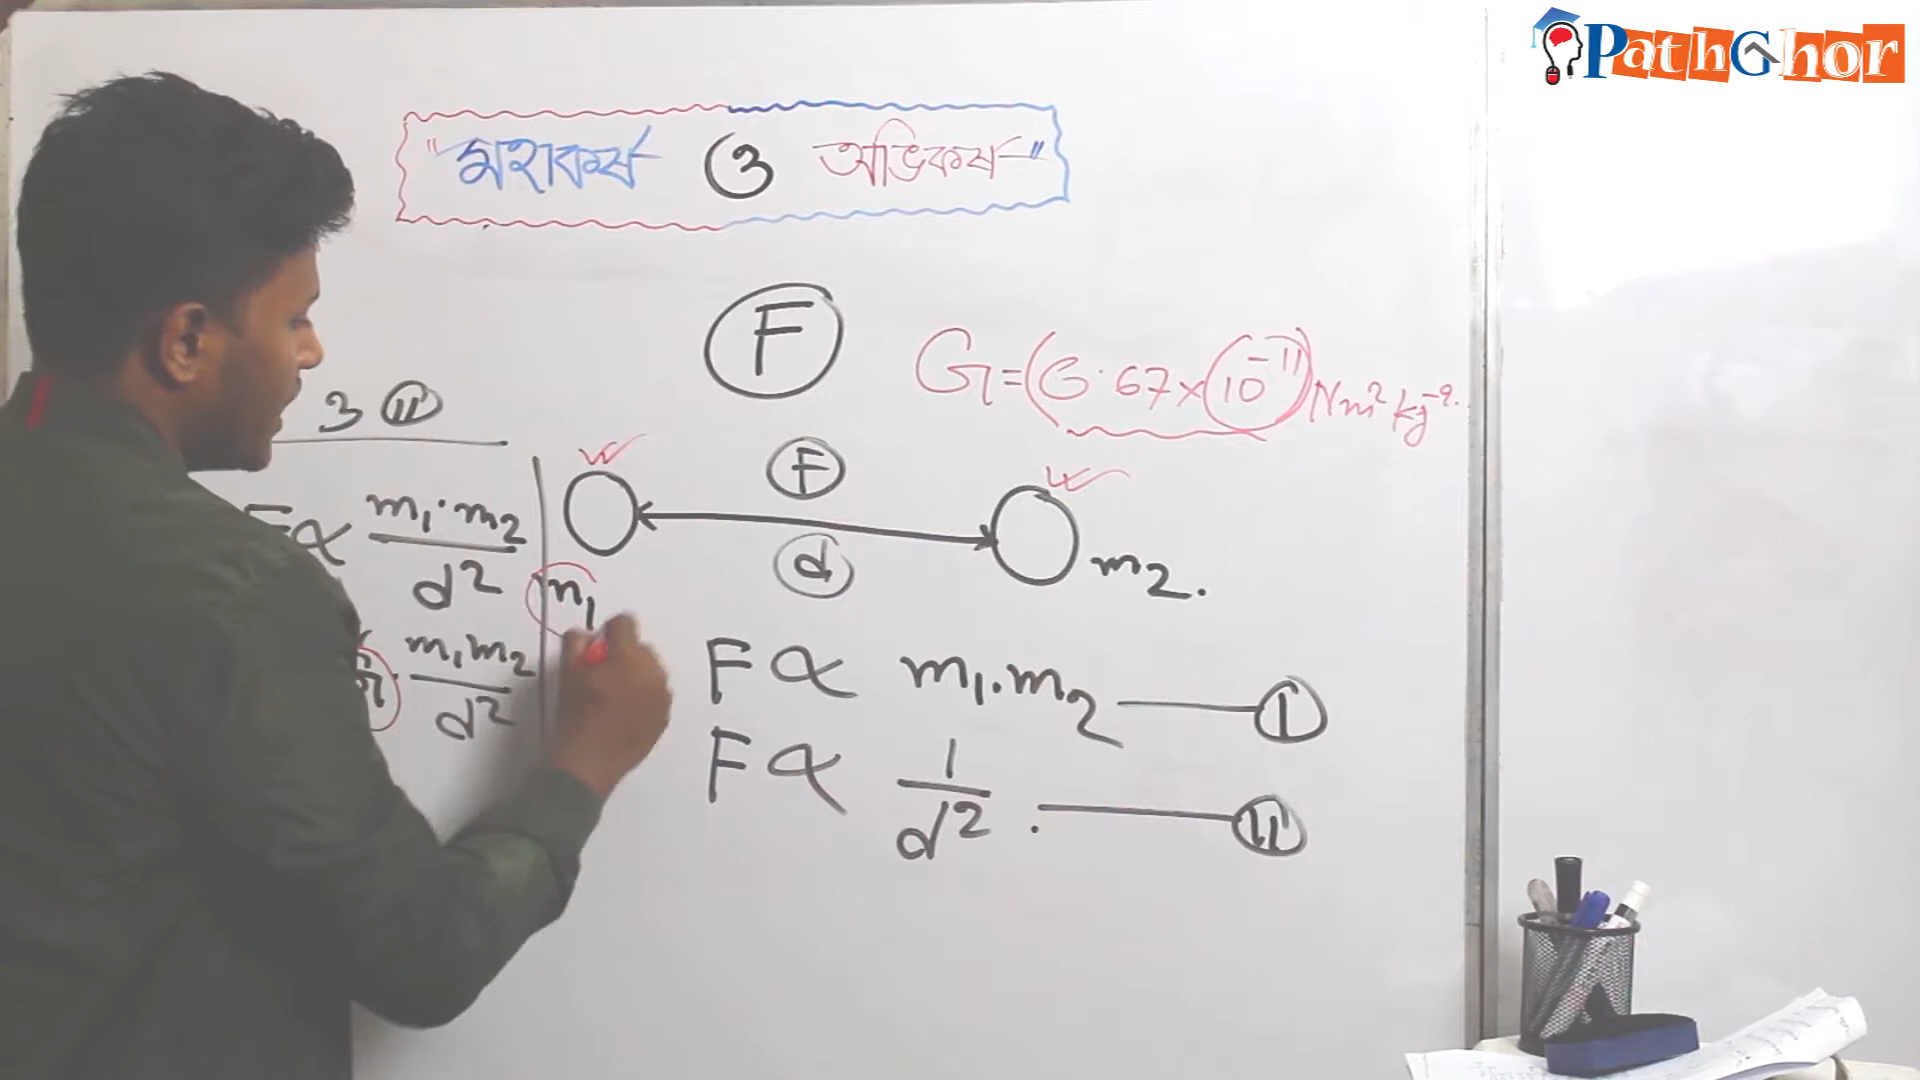 PathGhor
"মহাকর্ষ ও অভিকর্ষ"
F
G = (6.67 × 10⁻¹¹) Nm² kg⁻².
ও II
F ∝ m₁·m₂ / d²
m₁m₂ / d²
F
d
m₁
m₂.
F ∝ m₁.m₂ — I
F ∝ 1/d². — II